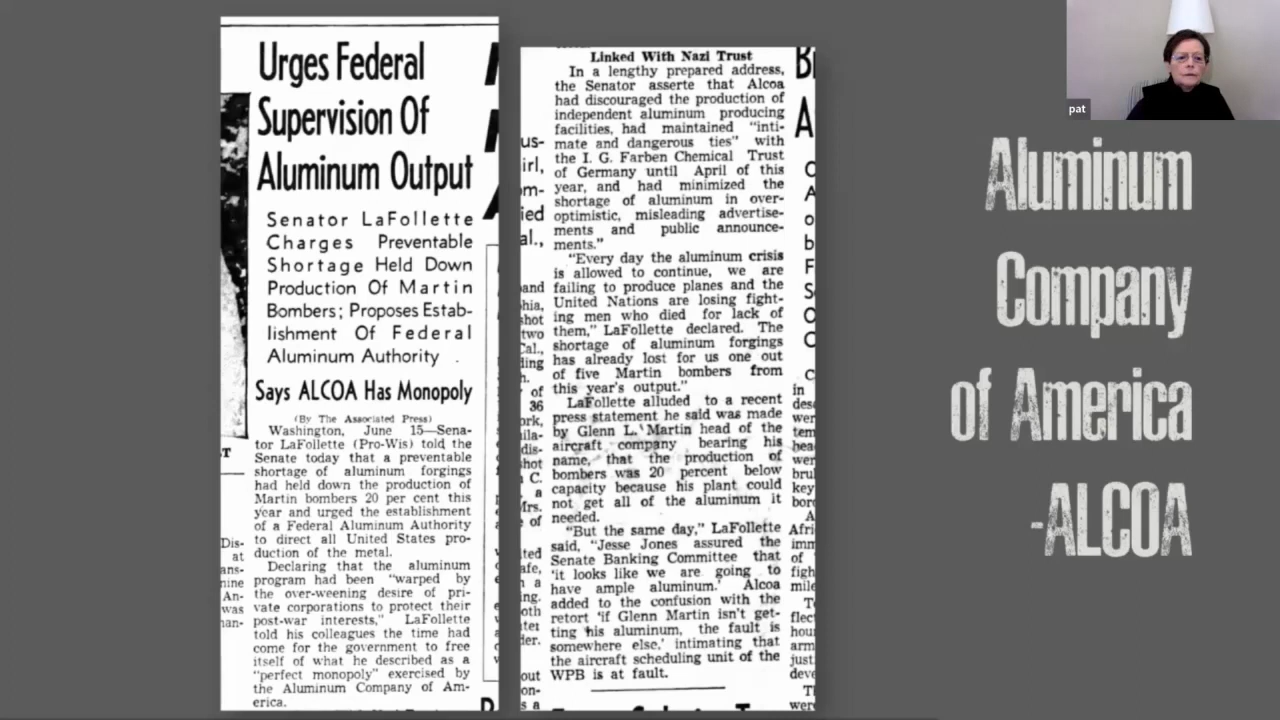 Urges Federal
Supervision Of
Aluminum Output
Senator LaFollette
Charges Preventable
Shortage Held Down
Production Of Martin
Bombers; Proposes Estab-
lishment Of Federal
Aluminum Authority
Says ALCOA Has Monopoly
(By The Associated Press)
Washington, June 15—Sena-
tor LaFollette (Pro-Wis) told the
Senate today that a preventable
shortage of aluminum forgings
had held down the production of
Martin bombers 20 per cent this
year and urged the establishment
of a Federal Aluminum Authority
to direct all United States pro-
duction of the metal.
Declaring that the aluminum
program had been "warped by
the over-weening desire of pri-
vate corporations to protect their
post-war interests," LaFollette
told his colleagues the time had
come for the government to free
itself of what he described as a
"perfect monopoly" exercised by
the Aluminum Company of Am-
erica.
Linked With Nazi Trust
In a lengthy prepared address,
the Senator asserte that Alcoa
had discouraged the production of
independent aluminum producing
facilities, had maintained "inti-
mate and dangerous ties" with
the I. G. Farben Chemical Trust
of Germany until April of this
year, and had minimized the
shortage of aluminum in over-
optimistic, misleading advertise-
ments and public announce-
ments."
"Every day the aluminum crisis
is allowed to continue, we are
failing to produce planes and the
United Nations are losing fight-
ing men who died for lack of
them," LaFollette declared. The
shortage of aluminum forgings
has already lost for us one out
of five Martin bombers from
this year's output."
LaFollette alluded to a recent
press statement he said was made
by Glenn L. Martin head of the
aircraft company bearing his
name, that the production of
bombers was 20 percent below
capacity because his plant could
not get all of the aluminum it
needed.
"But the same day," LaFollette
said, "Jesse Jones assured the
Senate Banking Committee that
'it looks like we are going to
have ample aluminum.' Alcoa
added to the confusion with the
retort 'if Glenn Martin isn't get-
ting his aluminum, the fault is
somewhere else,' intimating that
the aircraft scheduling unit of the
WPB is at fault.
Aluminum
Company
of America
-ALCOA
pat